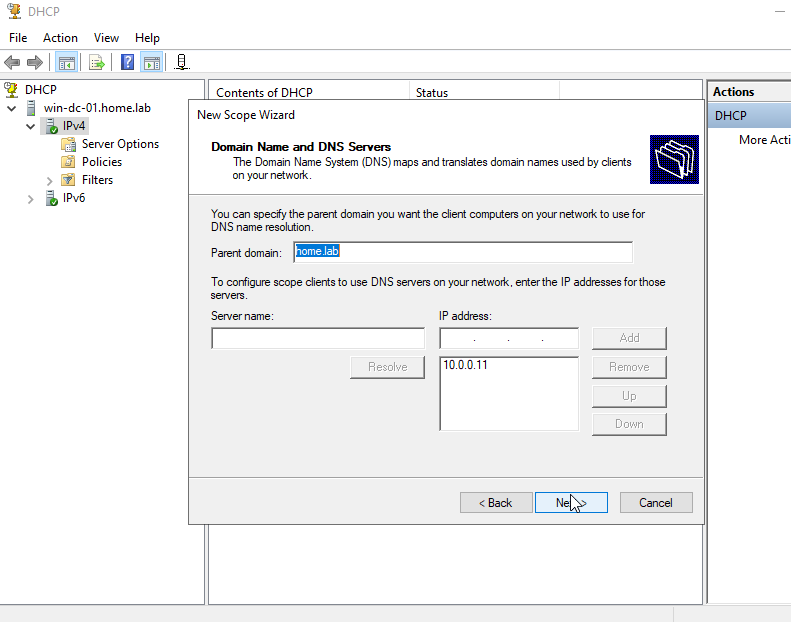 DHCP
File Action View Help
DHCP
win-dc-01.home.lab
IPv4
Server Options
Policies
Filters
IPv6
Contents of DHCP Status
New Scope Wizard
Domain Name and DNS Servers
The Domain Name System (DNS) maps and translates domain names used by clients
on your network.
You can specify the parent domain you want the client computers on your network to use for
DNS name resolution.
Parent domain: home.lab
To configure scope clients to use DNS servers on your network, enter the IP addresses for those
servers.
Server name: IP address:
. . . Add
Resolve 10.0.0.11 Remove
Up
Down
< Back Ne > Cancel
Actions
DHCP
More Acti